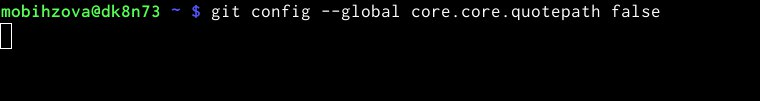 mobihzova@dk8n73 ~ $ git config --global core.core.quotepath false